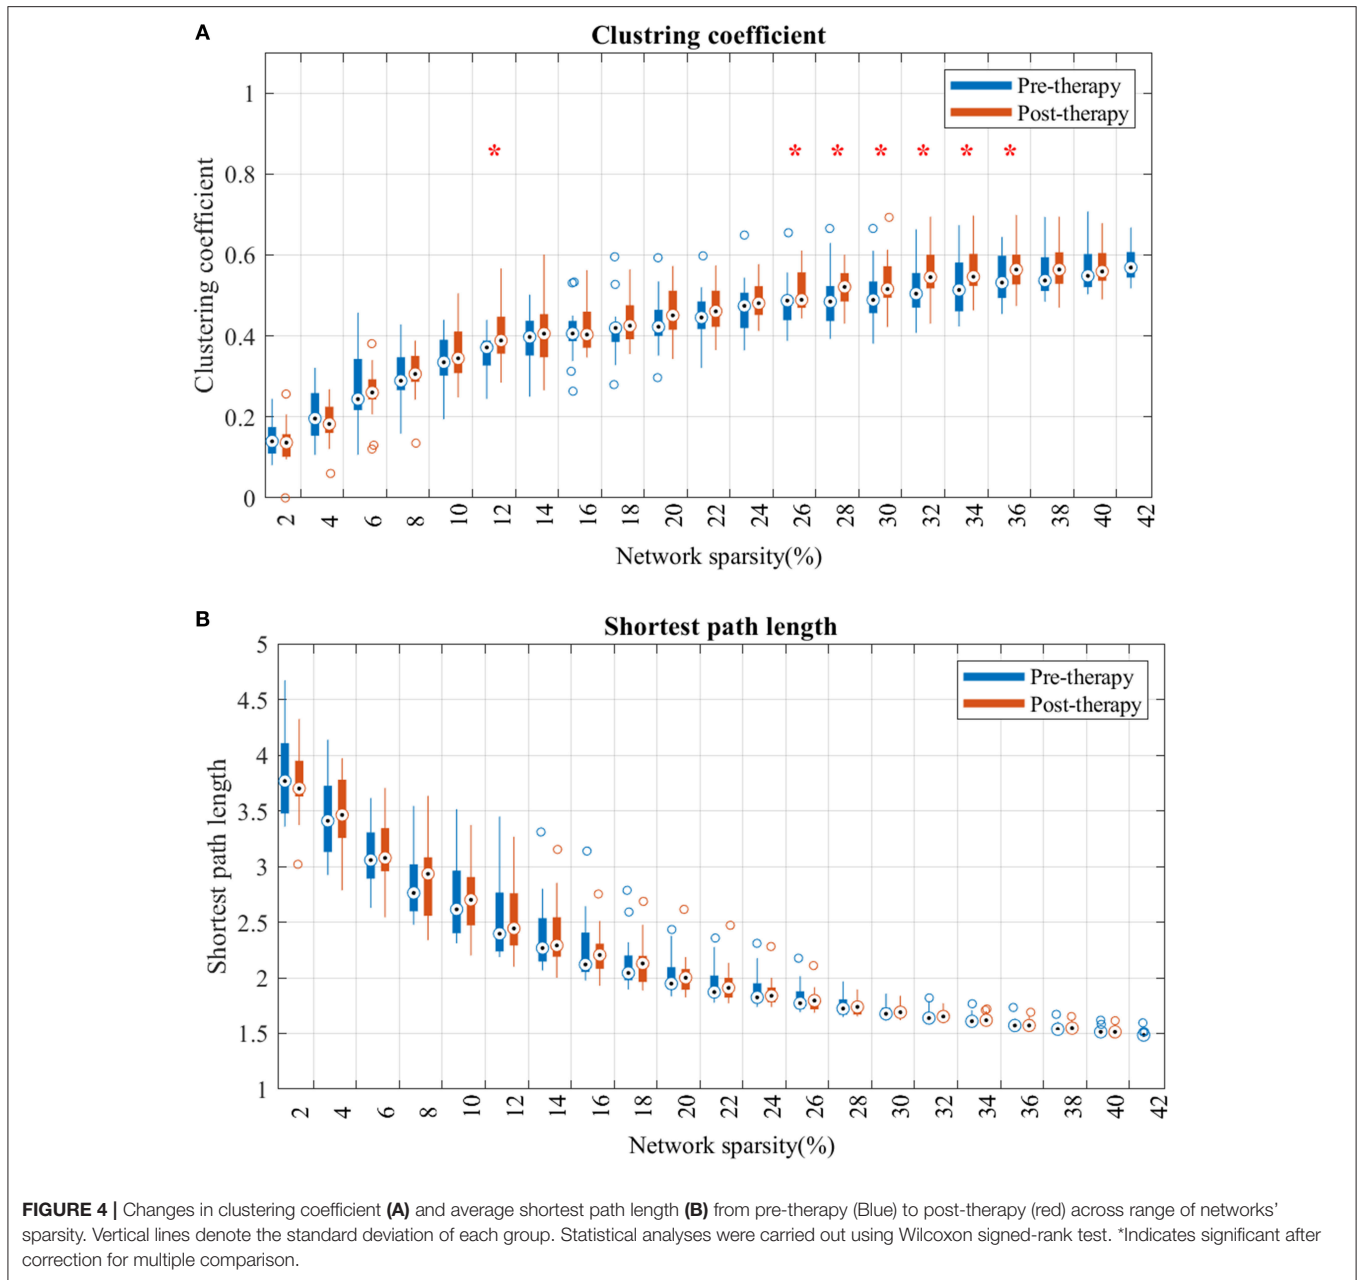 A
Clustring coefficient
Pre-therapy
Post-therapy
1
0.8
0.6
0.4
0.2
0
* * * * * * *
Clustering coefficient
2 4 6 8 10 12 14 16 18 20 22 24 26 28 30 32 34 36 38 40 42
Network sparsity(%)
B
Shortest path length
Pre-therapy
Post-therapy
5
4.5
4
3.5
3
2.5
2
1.5
1
Shortest path length
2 4 6 8 10 12 14 16 18 20 22 24 26 28 30 32 34 36 38 40 42
Network sparsity(%)
FIGURE 4 | Changes in clustering coefficient (A) and average shortest path length (B) from pre-therapy (Blue) to post-therapy (red) across range of networks'
sparsity. Vertical lines denote the standard deviation of each group. Statistical analyses were carried out using Wilcoxon signed-rank test. *Indicates significant after
correction for multiple comparison.